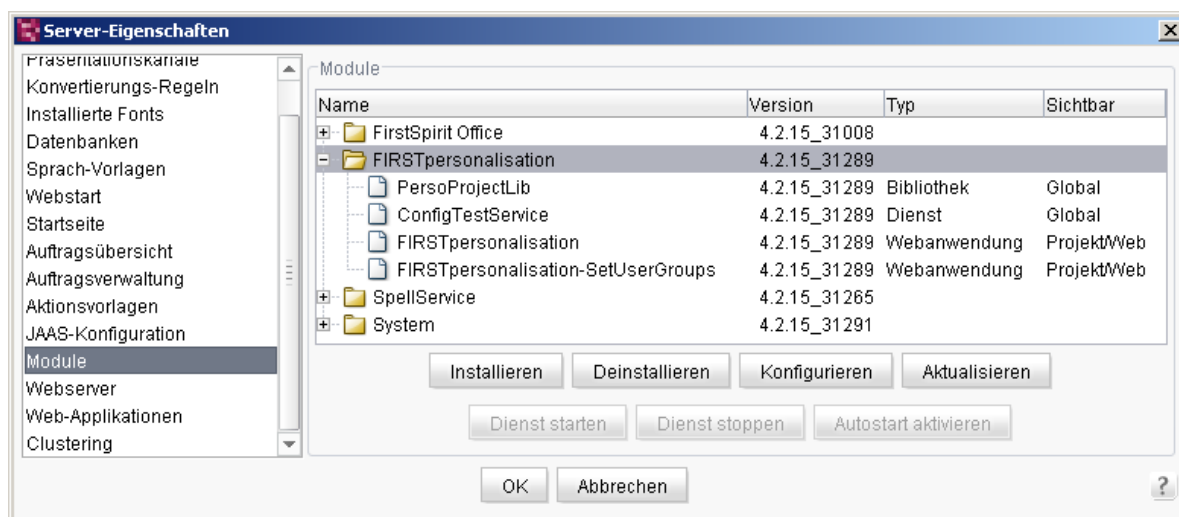 Server-Eigenschaften
Präsentationskanäle
Konvertierungs-Regeln
Installierte Fonts
Datenbanken
Sprach-Vorlagen
Webstart
Startseite
Auftragsübersicht
Auftragsverwaltung
Aktionsvorlagen
JAAS-Konfiguration
Module
Webserver
Web-Applikationen
Clustering
Module
Name Version Typ Sichtbar
FirstSpirit Office 4.2.15_31008
FIRSTpersonalisation 4.2.15_31289
PersoProjectLib 4.2.15_31289 Bibliothek Global
ConfigTestService 4.2.15_31289 Dienst Global
FIRSTpersonalisation 4.2.15_31289 Webanwendung Projekt/Web
FIRSTpersonalisation-SetUserGroups 4.2.15_31289 Webanwendung Projekt/Web
SpellService 4.2.15_31265
System 4.2.15_31291
Installieren Deinstallieren Konfigurieren Aktualisieren
Dienst starten Dienst stoppen Autostart aktivieren
OK Abbrechen ?